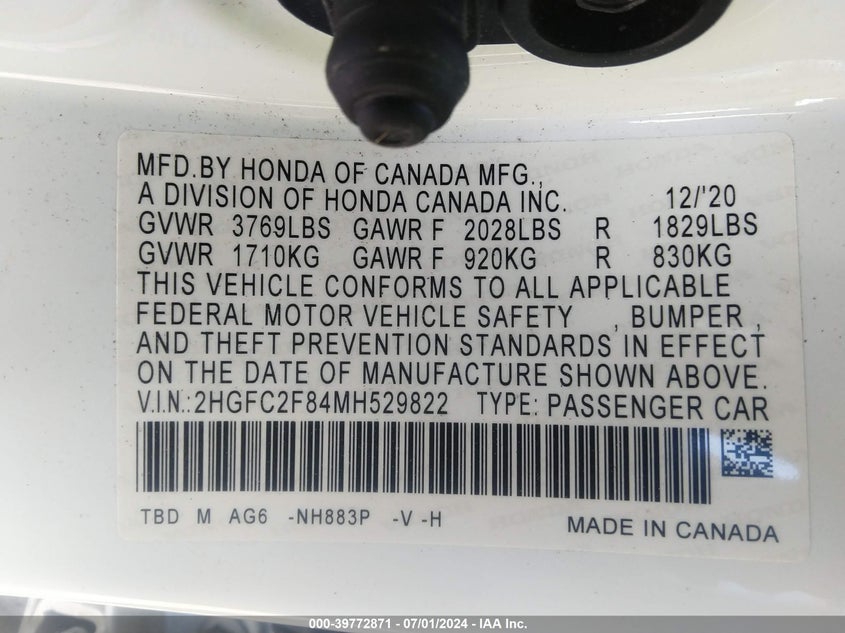 MFD.BY HONDA OF CANADA MFG.,
A DIVISION OF HONDA CANADA INC. 12/'20
GVWR 3769LBS GAWR F 2028LBS R 1829LBS
GVWR 1710KG GAWR F 920KG R 830KG
THIS VEHICLE CONFORMS TO ALL APPLICABLE
FEDERAL MOTOR VEHICLE SAFETY , BUMPER ,
AND THEFT PREVENTION STANDARDS IN EFFECT
ON THE DATE OF MANUFACTURE SHOWN ABOVE.
V.I.N.:2HGFC2F84MH529822 TYPE: PASSENGER CAR
TBD M AG6 -NH883P -V -H
MADE IN CANADA
000-39772871 | 07/01/2024 - IAA Inc.